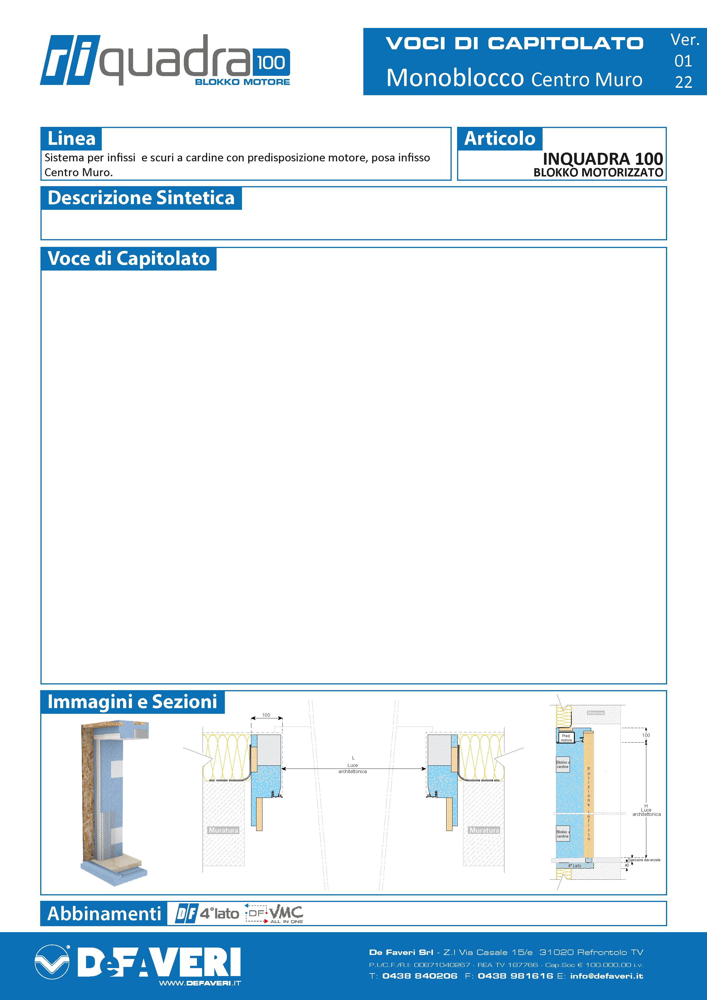 riquadra 100
BLOKKO MOTORE
VOCI DI CAPITOLATO
Monoblocco Centro Muro
Ver.
01
22
Linea
Sistema per infissi e scuri a cardine con predisposizione motore, posa infisso
Centro Muro.
Articolo
INQUADRA 100
BLOKKO MOTORIZZATO
Descrizione Sintetica
Voce di Capitolato
Immagini e Sezioni
100
L
Luce
architettonica
Muratura
Muratura
Muratura
Pred.
motore
100
Blokko x
cardine
Posizione infisso
H
Luce
architettonica
Blokko x
cardine
Spessore davanzale
4° Lato
40
Abbinamenti
DF 4°lato
DF VMC
ALL IN ONE
DeFAVERI
®
WWW.DEFAVERI.IT
De Faveri Srl - Z.I Via Casale 15/e 31020 Refrontolo TV
P.I./C.F./R.I: 00871040267 - REA TV 187766 - Cap.Soc € 100.000,00 i.v.
T: 0438 840206 F: 0438 981616 E: info@defaveri.it